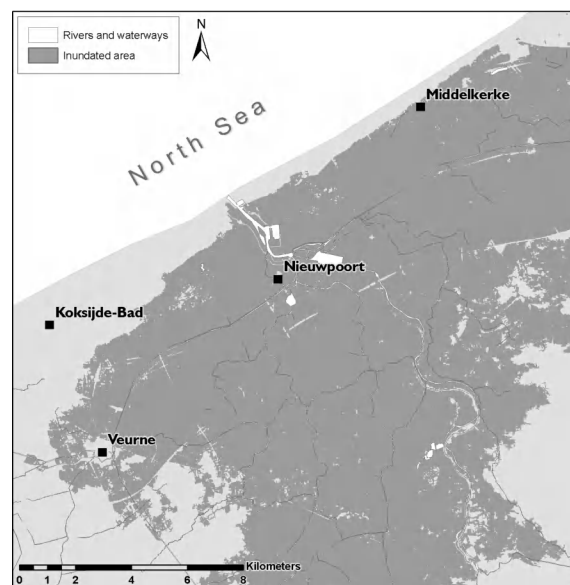 Rivers and waterways
Inundated area
N
Middelkerke
North Sea
Nieuwpoort
Koksijde-Bad
Veurne
Kilometers
0 1 2 4 6 8